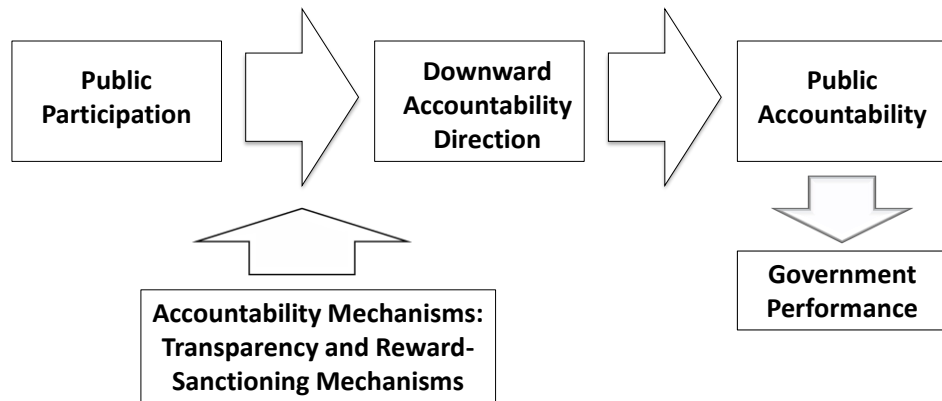 Public
Participation
Downward
Accountability
Direction
Public
Accountability
Accountability Mechanisms:
Transparency and Reward-
Sanctioning Mechanisms
Government
Performance